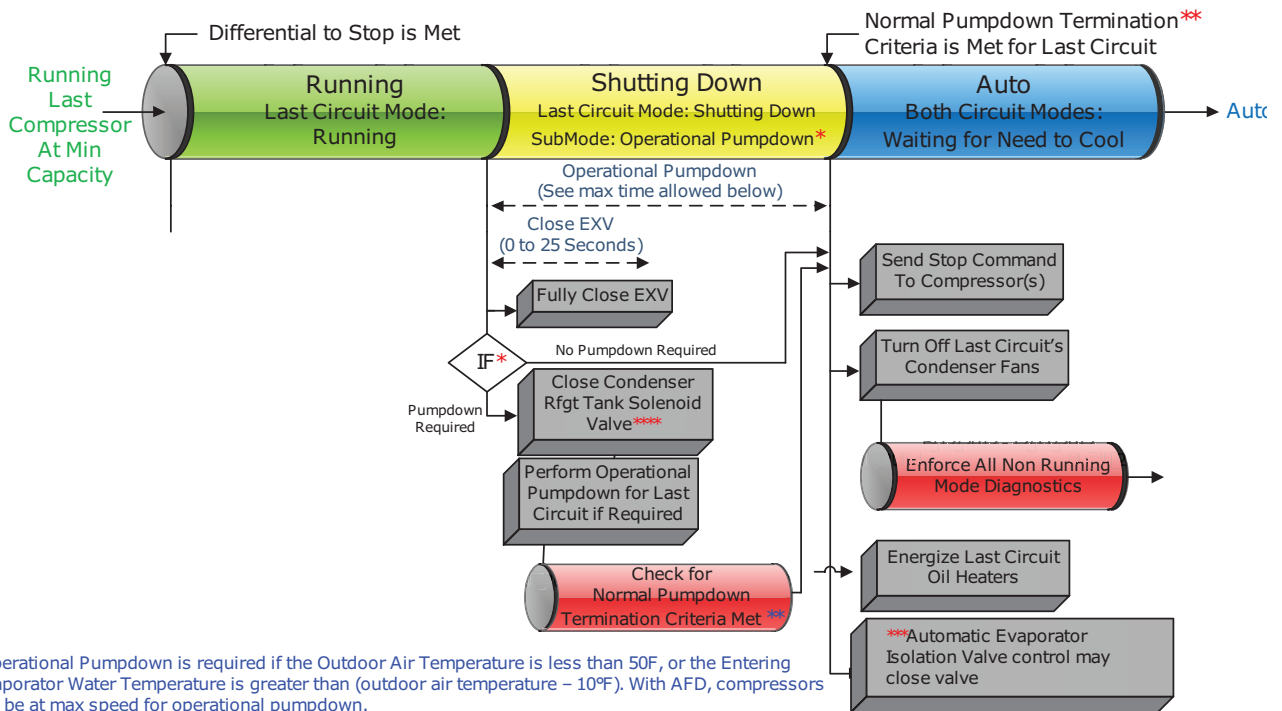 Differential to Stop is Met
Normal Pumpdown Termination**
Criteria is Met for Last Circuit
Running
Last
Compressor
At Min
Capacity
Running
Last Circuit Mode:
Running
Shutting Down
Last Circuit Mode: Shutting Down
SubMode: Operational Pumpdown*
Auto
Both Circuit Modes:
Waiting for Need to Cool
Auto
Operational Pumpdown
(See max time allowed below)
Close EXV
(0 to 25 Seconds)
Fully Close EXV
IF*
No Pumpdown Required
Pumpdown
Required
Close Condenser
Rfgt Tank Solenoid
Valve****
Perform Operational
Pumpdown for Last
Circuit if Required
Check for
Normal Pumpdown
Termination Criteria Met **
Send Stop Command
To Compressor(s)
Turn Off Last Circuit’s
Condenser Fans
Enforce All Non Running
Mode Diagnostics
Energize Last Circuit
Oil Heaters
***Automatic Evaporator
Isolation Valve control may
close valve
perational Pumpdown is required if the Outdoor Air Temperature is less than 50F, or the Entering
aporator Water Temperature is greater than (outdoor air temperature – 10ºF). With AFD, compressors
be at max speed for operational pumpdown.